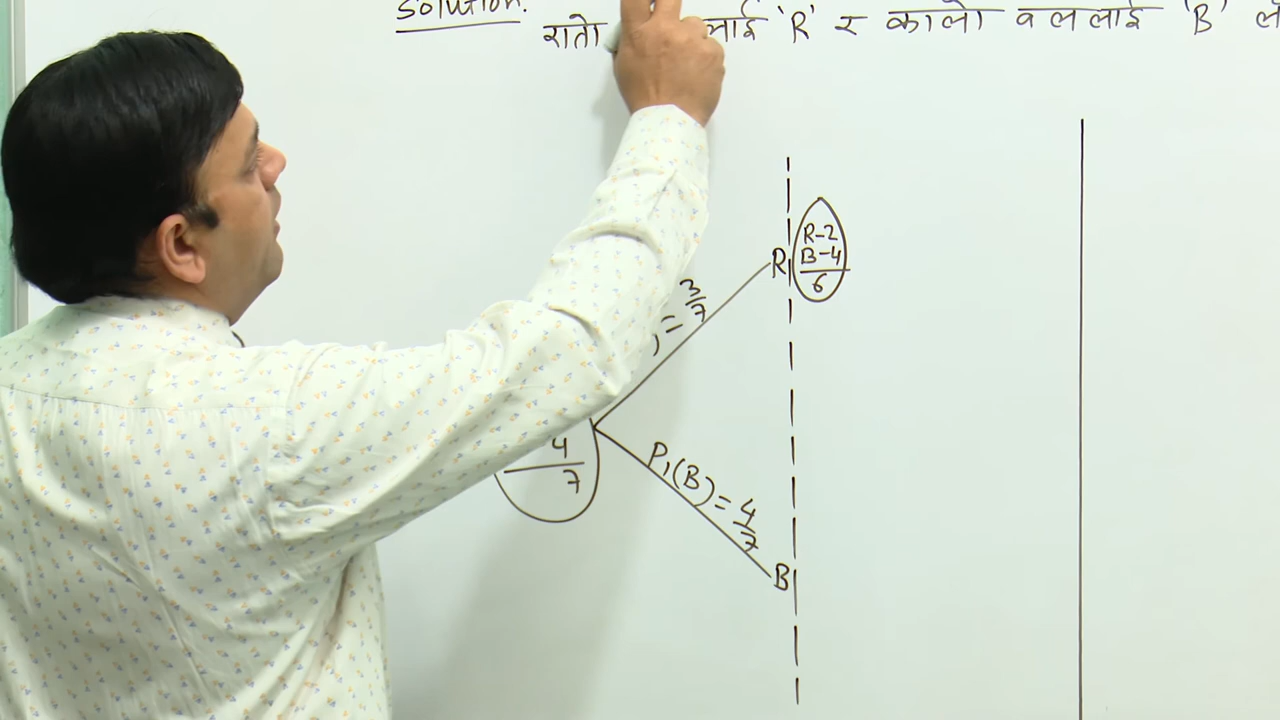 Solution.
रातो लाई 'R' र कालो बललाई 'B' ले
R-2
B-4
6
R
) = 3/7
4
7
P₁(B) = 4/7
B